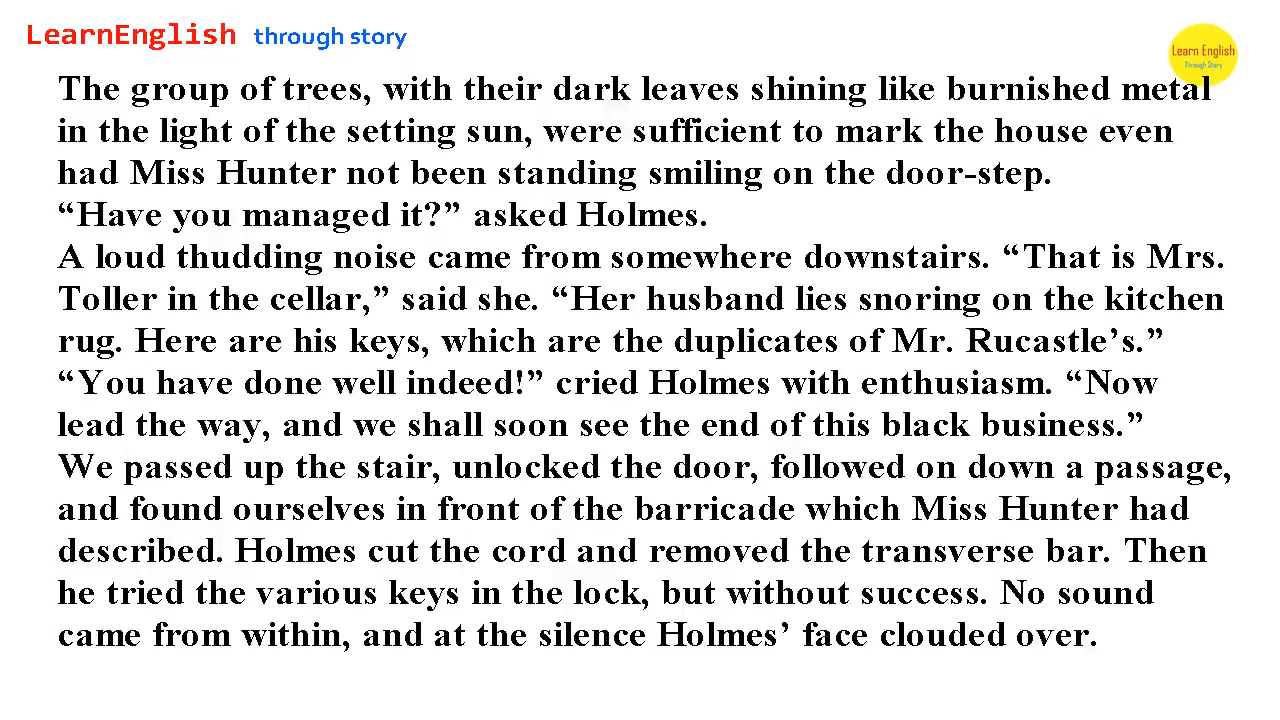 LearnEnglish through story
Learn English
Through Story
The group of trees, with their dark leaves shining like burnished metal
in the light of the setting sun, were sufficient to mark the house even
had Miss Hunter not been standing smiling on the door-step.
“Have you managed it?” asked Holmes.
A loud thudding noise came from somewhere downstairs. “That is Mrs.
Toller in the cellar,” said she. “Her husband lies snoring on the kitchen
rug. Here are his keys, which are the duplicates of Mr. Rucastle’s.”
“You have done well indeed!” cried Holmes with enthusiasm. “Now
lead the way, and we shall soon see the end of this black business.”
We passed up the stair, unlocked the door, followed on down a passage,
and found ourselves in front of the barricade which Miss Hunter had
described. Holmes cut the cord and removed the transverse bar. Then
he tried the various keys in the lock, but without success. No sound
came from within, and at the silence Holmes’ face clouded over.